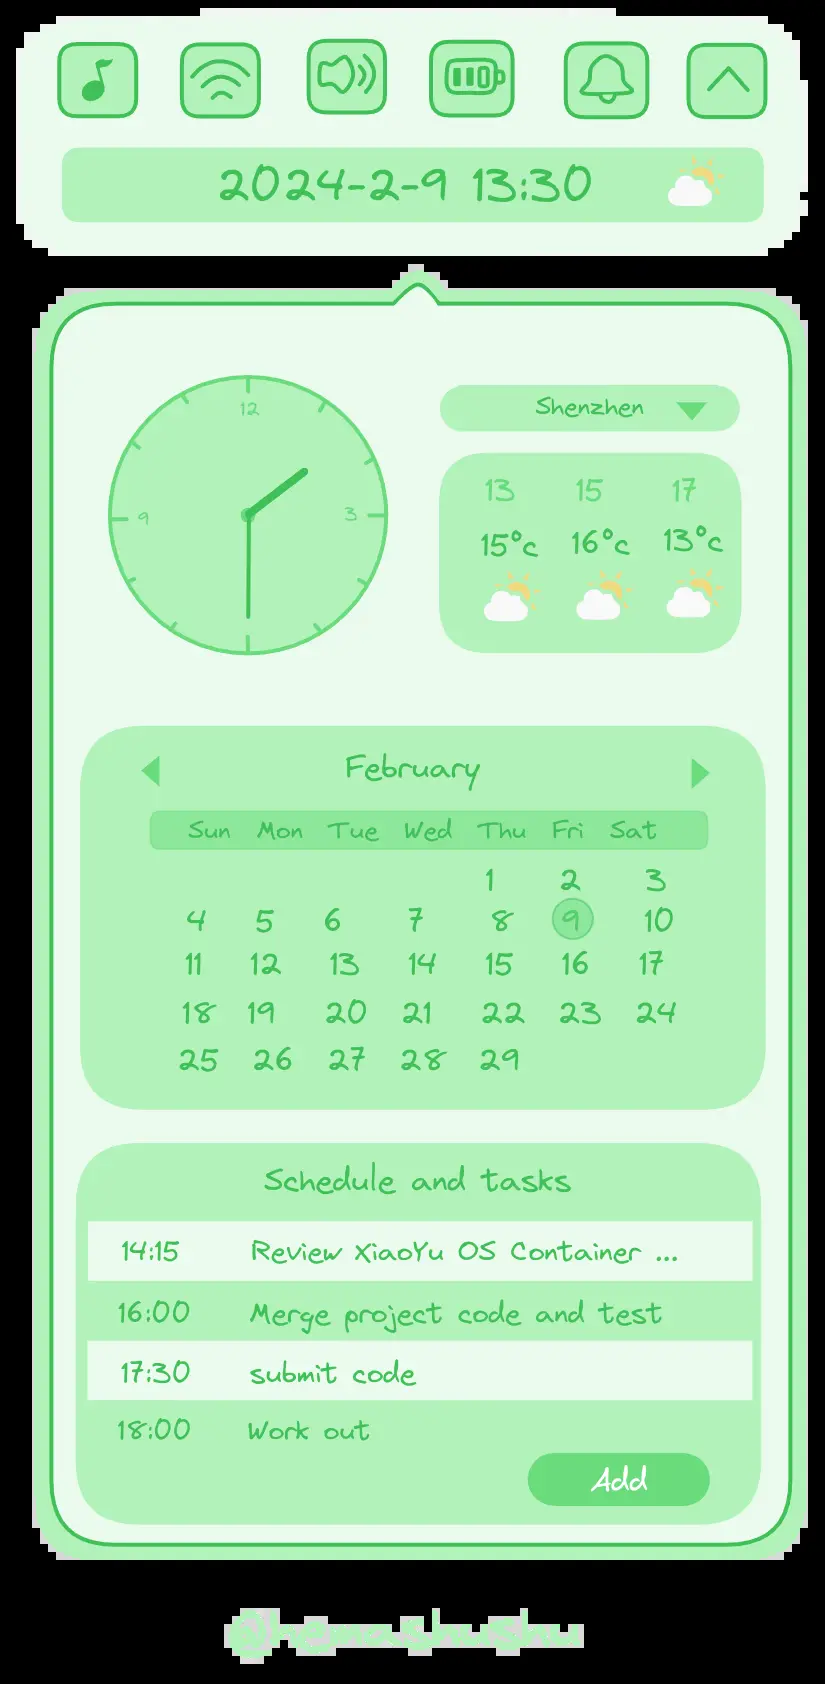 2024-2-9 13:30
12
9 3
Shenzhen
13 15 17
15°c 16°c 13°c
February
Sun Mon Tue Wed Thu Fri Sat
1 2 3
4 5 6 7 8 9 10
11 12 13 14 15 16 17
18 19 20 21 22 23 24
25 26 27 28 29
Schedule and tasks
14:15 Review XiaoYu OS Container ...
16:00 Merge project code and test
17:30 submit code
18:00 Work out
Add
@hemashushu